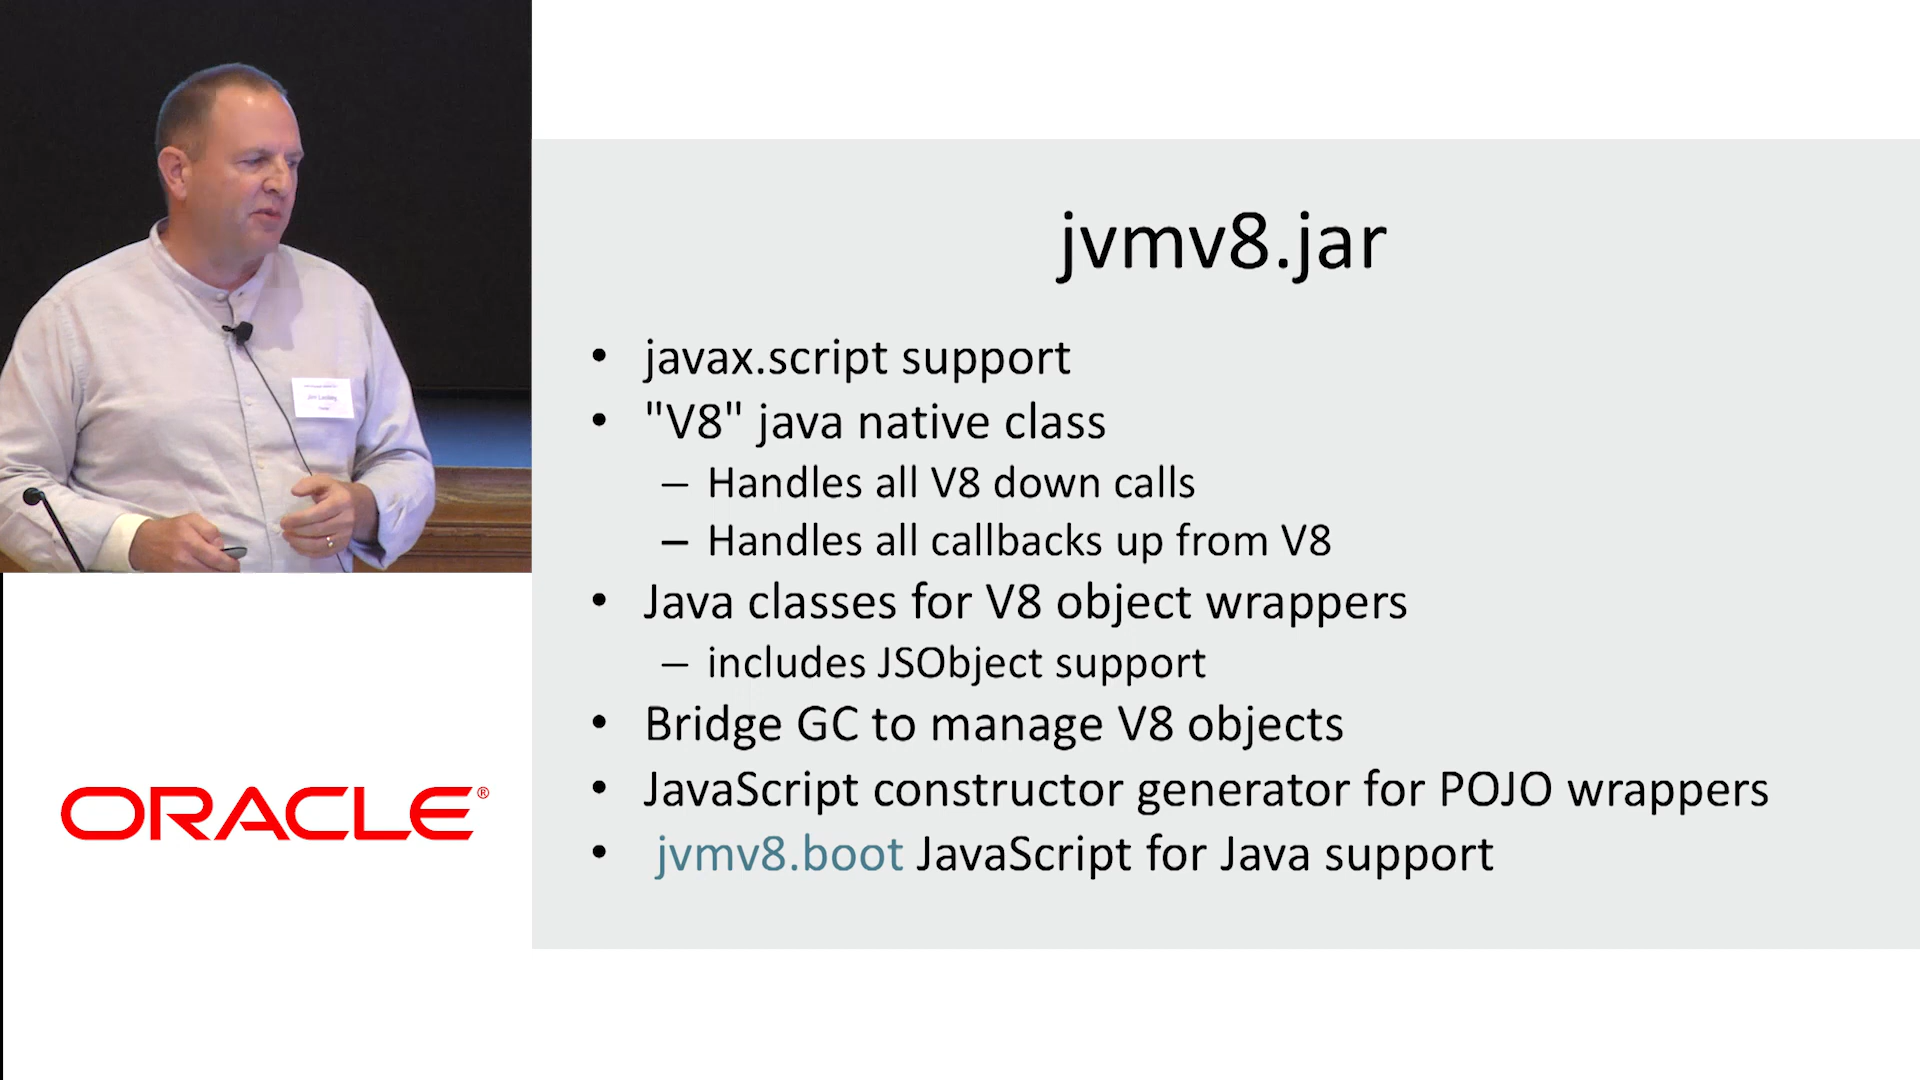 jvmv8.jar
• javax.script support
• "V8" java native class
– Handles all V8 down calls
– Handles all callbacks up from V8
• Java classes for V8 object wrappers
– includes JSObject support
• Bridge GC to manage V8 objects
• JavaScript constructor generator for POJO wrappers
• jvmv8.boot JavaScript for Java support
ORACLE®